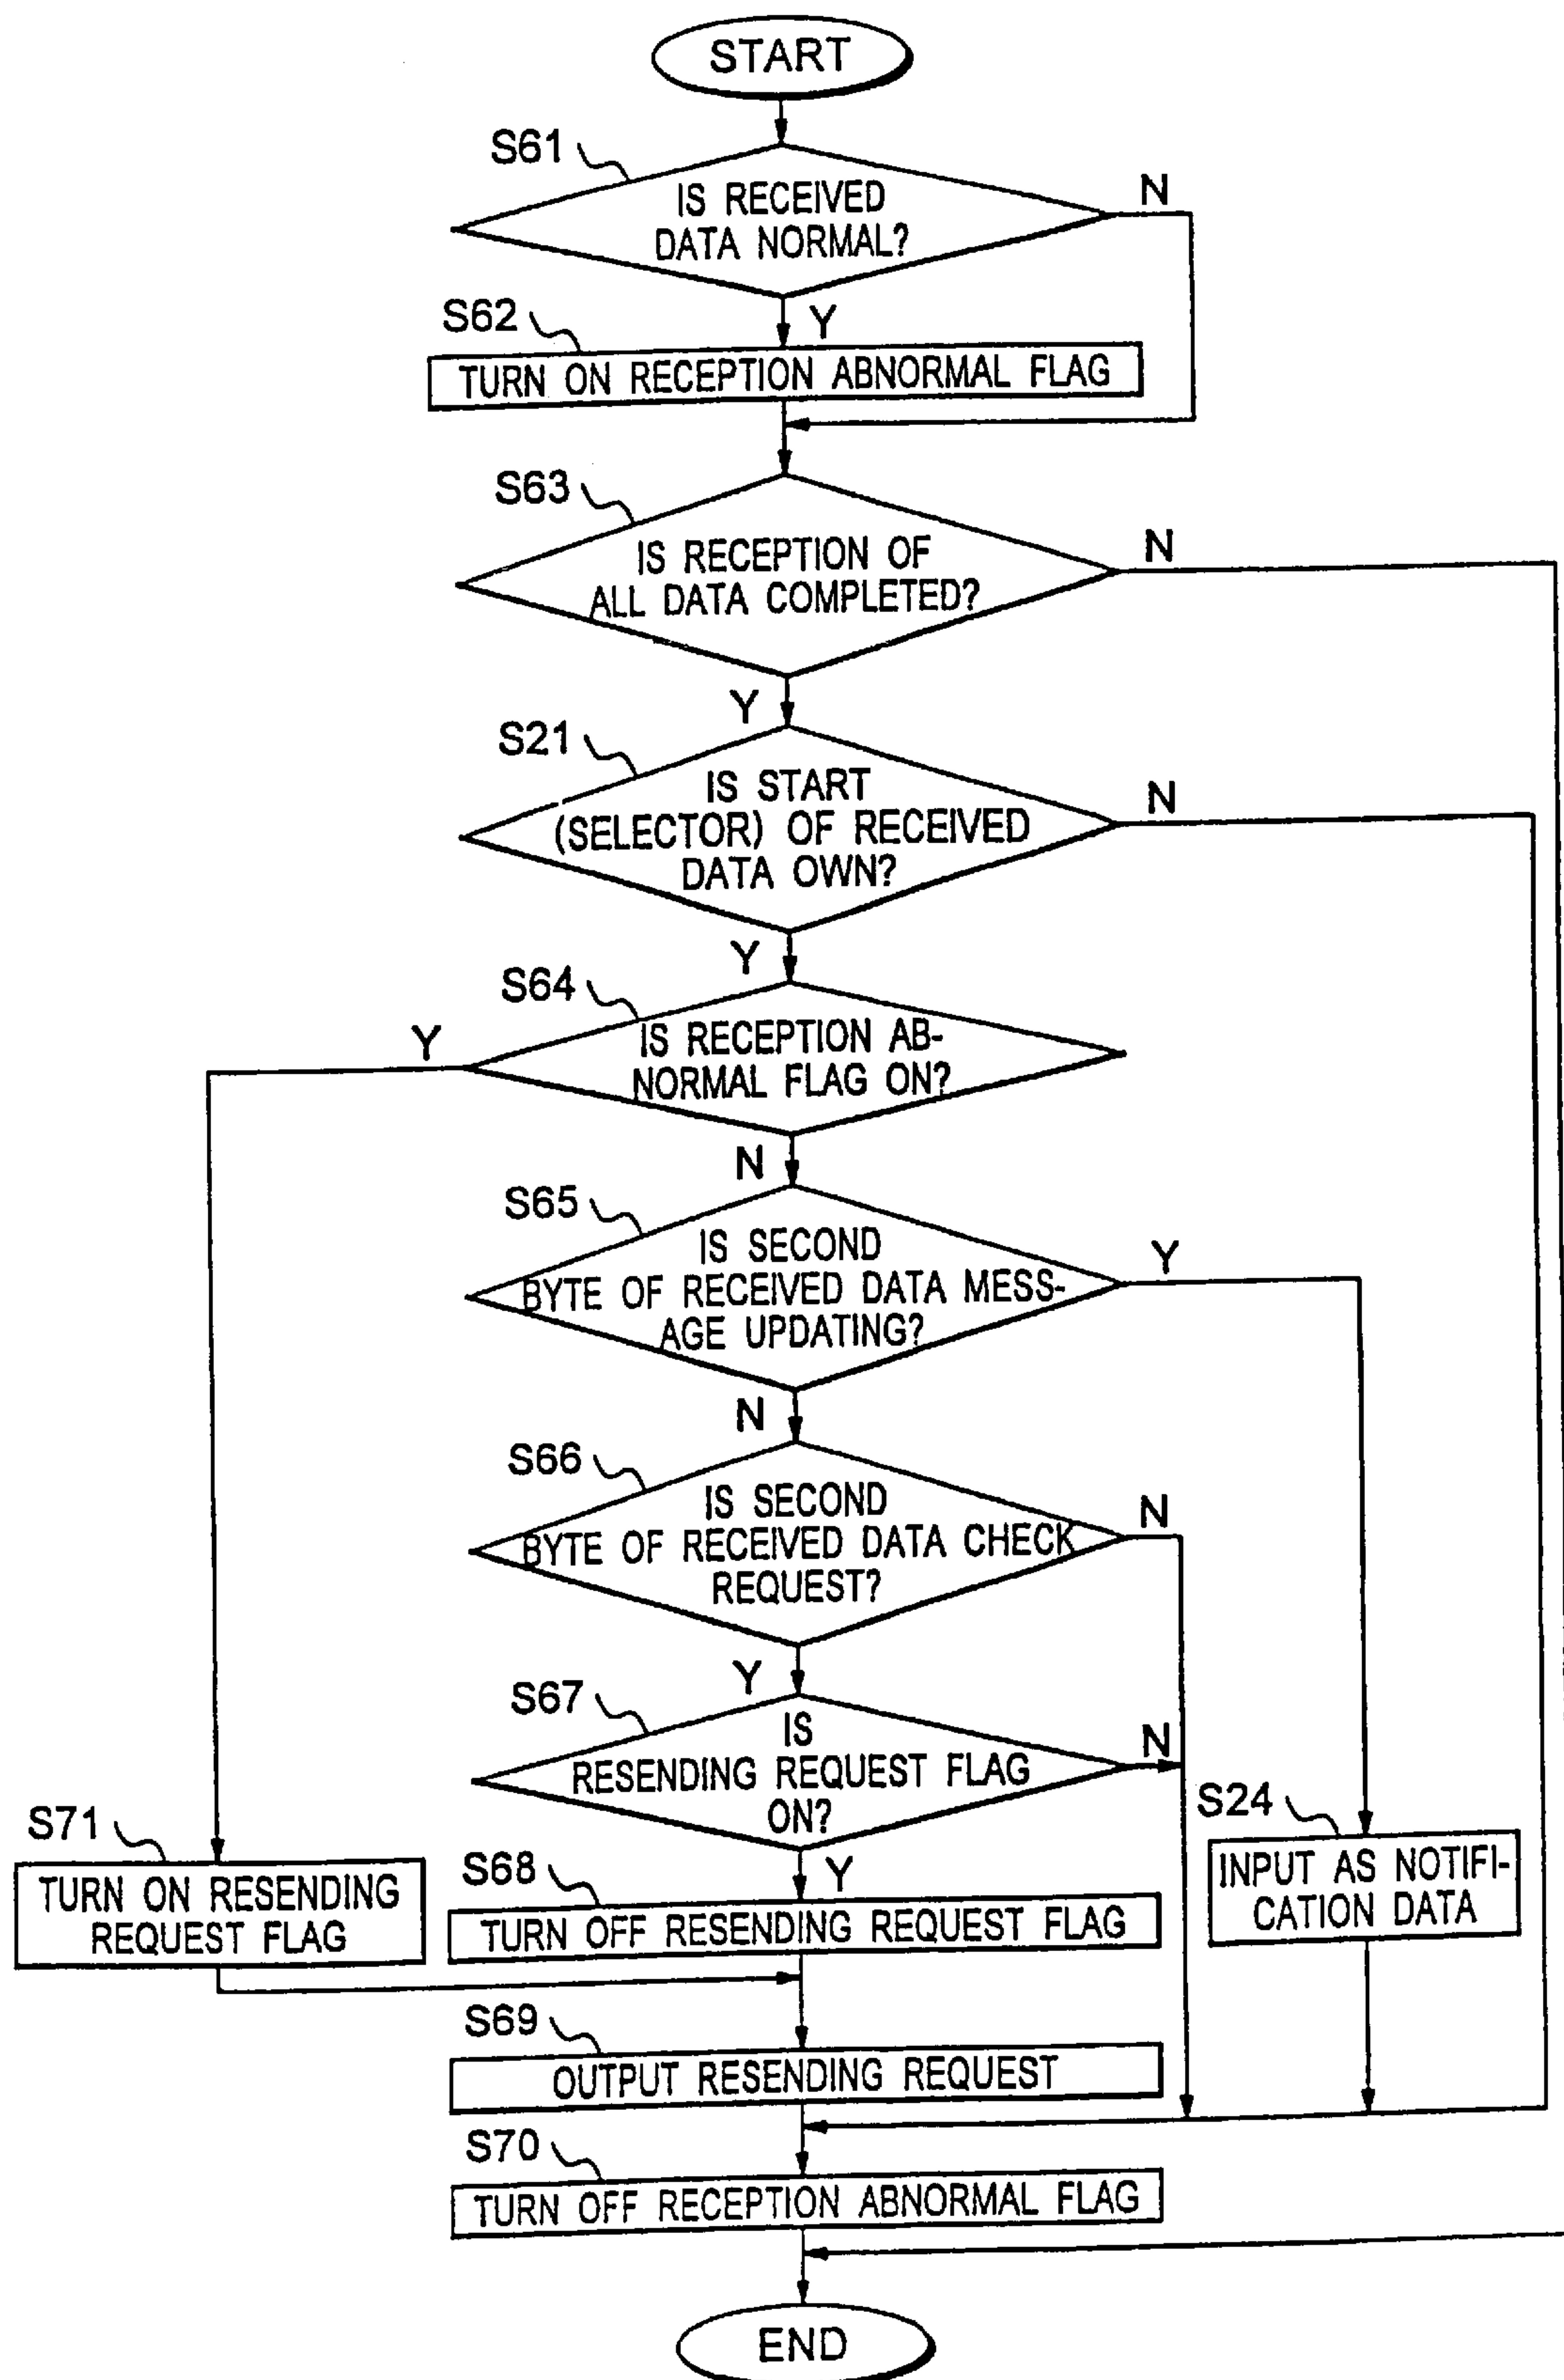 START
S61
IS RECEIVED
DATA NORMAL?
N
S62
Y
TURN ON RECEPTION ABNORMAL FLAG
S63
IS RECEPTION OF
ALL DATA COMPLETED?
N
Y
S21
IS START
(SELECTOR) OF RECEIVED
DATA OWN?
N
Y
S64
Y
IS RECEPTION AB-
NORMAL FLAG ON?
N
S65
IS SECOND
BYTE OF RECEIVED DATA MESS-
AGE UPDATING?
Y
N
S66
IS SECOND
BYTE OF RECEIVED DATA CHECK
REQUEST?
N
Y
S67
IS
RESENDING REQUEST FLAG
ON?
N
S71
TURN ON RESENDING
REQUEST FLAG
S68
Y
TURN OFF RESENDING REQUEST FLAG
S24
INPUT AS NOTIFI-
CATION DATA
S69
OUTPUT RESENDING REQUEST
S70
TURN OFF RECEPTION ABNORMAL FLAG
END